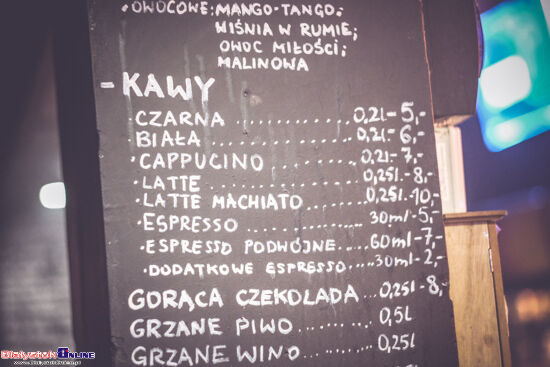 • OWOCOWE: MANGO-TANGO;
WIŚNIA W RUMIE;
OWOC MIŁOŚCI;
MALINOWA
- KAWY
• CZARNA .............. 0,2l - 5,-
• BIAŁA ................ 0,2l - 6,-
• CAPPUCINO ............ 0,2l - 7,-
• LATTE ................ 0,25l - 8,-
• LATTE MACHIATO ....... 0,25l - 10,-
• ESPRESSO ............. 30ml - 5,-
• ESPRESSO PODWÓJNE ..... 60ml - 7,-
• DODATKOWE ESPRESSO .... 30ml - 2,-
GORĄCA CZEKOLADA ... 0,25l - 8,-
GRZANE PIWO ......... 0,5l
GRZANE WINO ......... 0,25l
BIAŁYSTOK ONLINE